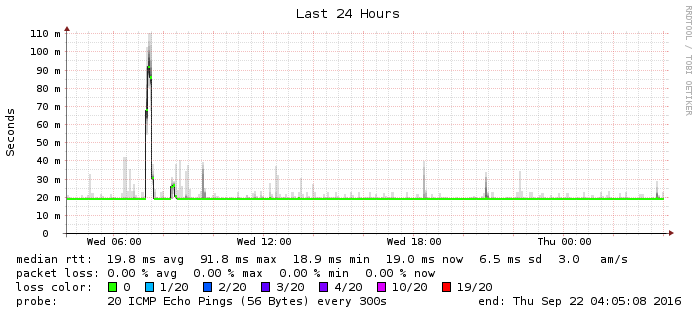 Last 24 Hours
RRDTOOL / TOBI OETIKER
Seconds
110 m
100 m
90 m
80 m
70 m
60 m
50 m
40 m
30 m
20 m
10 m
0
Wed 06:00 Wed 12:00 Wed 18:00 Thu 00:00
median rtt: 19.8 ms avg 91.8 ms max 18.9 ms min 19.0 ms now 6.5 ms sd 3.0 am/s
packet loss: 0.00 % avg 0.00 % max 0.00 % min 0.00 % now
loss color: 0 1/20 2/20 3/20 4/20 10/20 19/20
probe: 20 ICMP Echo Pings (56 Bytes) every 300s end: Thu Sep 22 04:05:08 2016